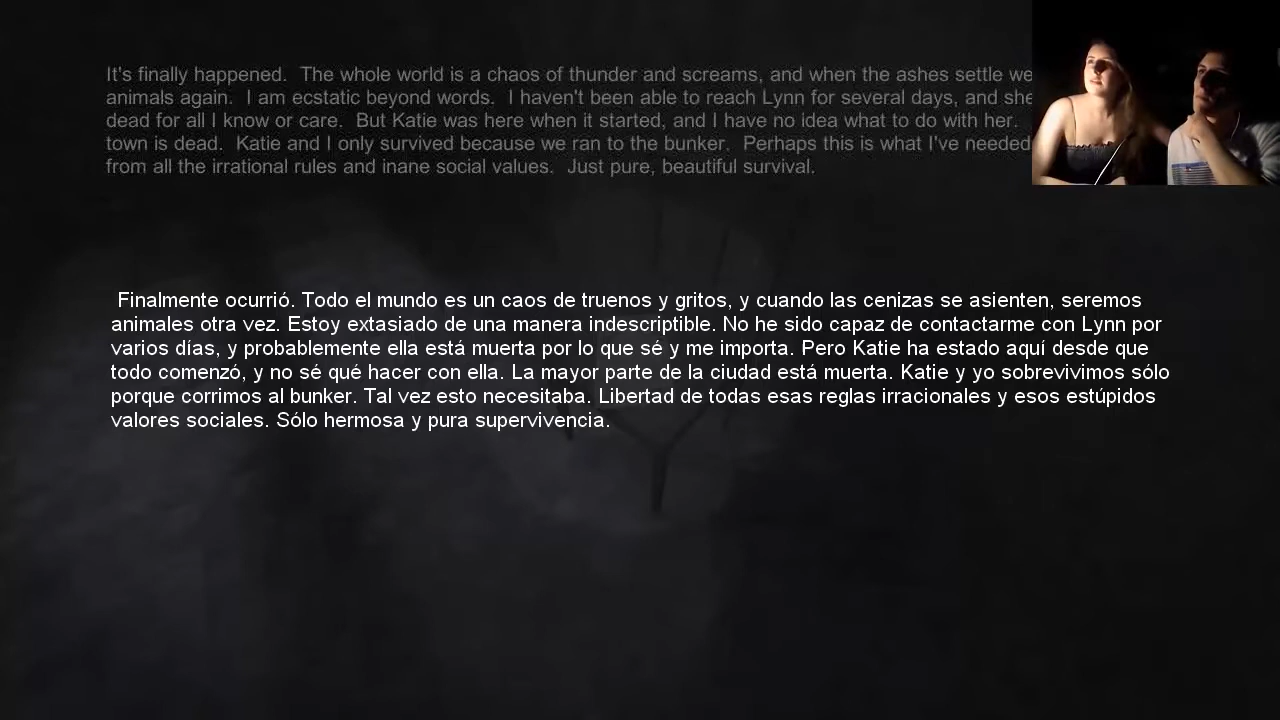 It's finally happened. The whole world is a chaos of thunder and screams, and when the ashes settle we
animals again. I am ecstatic beyond words. I haven't been able to reach Lynn for several days, and she
dead for all I know or care. But Katie was here when it started, and I have no idea what to do with her.
town is dead. Katie and I only survived because we ran to the bunker. Perhaps this is what I've needed
from all the irrational rules and inane social values. Just pure, beautiful survival.
Finalmente ocurrió. Todo el mundo es un caos de truenos y gritos, y cuando las cenizas se asienten, seremos
animales otra vez. Estoy extasiado de una manera indescriptible. No he sido capaz de contactarme con Lynn por
varios días, y probablemente ella está muerta por lo que sé y me importa. Pero Katie ha estado aquí desde que
todo comenzó, y no sé qué hacer con ella. La mayor parte de la ciudad está muerta. Katie y yo sobrevivimos sólo
porque corrimos al bunker. Tal vez esto necesitaba. Libertad de todas esas reglas irracionales y esos estúpidos
valores sociales. Sólo hermosa y pura supervivencia.